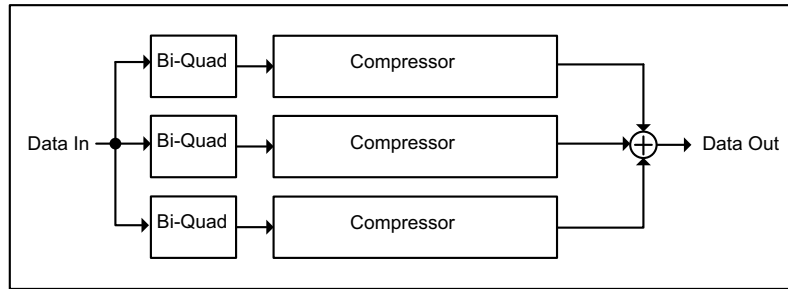 Bi-Quad Compressor
Data In Bi-Quad Compressor Data Out
Bi-Quad Compressor